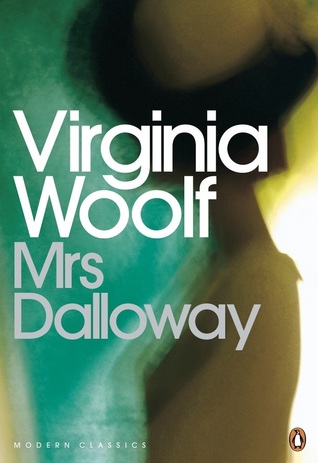 Virginia
Woolf
Mrs
Dalloway
MODERN CLASSICS